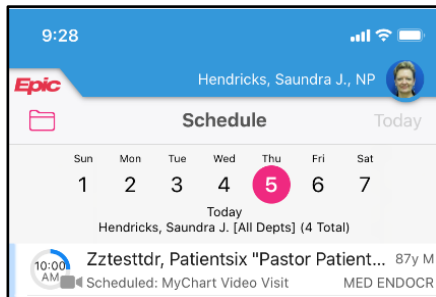 9:28
Epic
Hendricks, Saundra J., NP
Schedule
Today
Sun Mon Tue Wed Thu Fri Sat
1 2 3 4 5 6 7
Today
Hendricks, Saundra J. [All Depts] (4 Total)
10:00 AM
Zztesttdr, Patientsix "Pastor Patient... 87y M
Scheduled: MyChart Video Visit MED ENDOCR